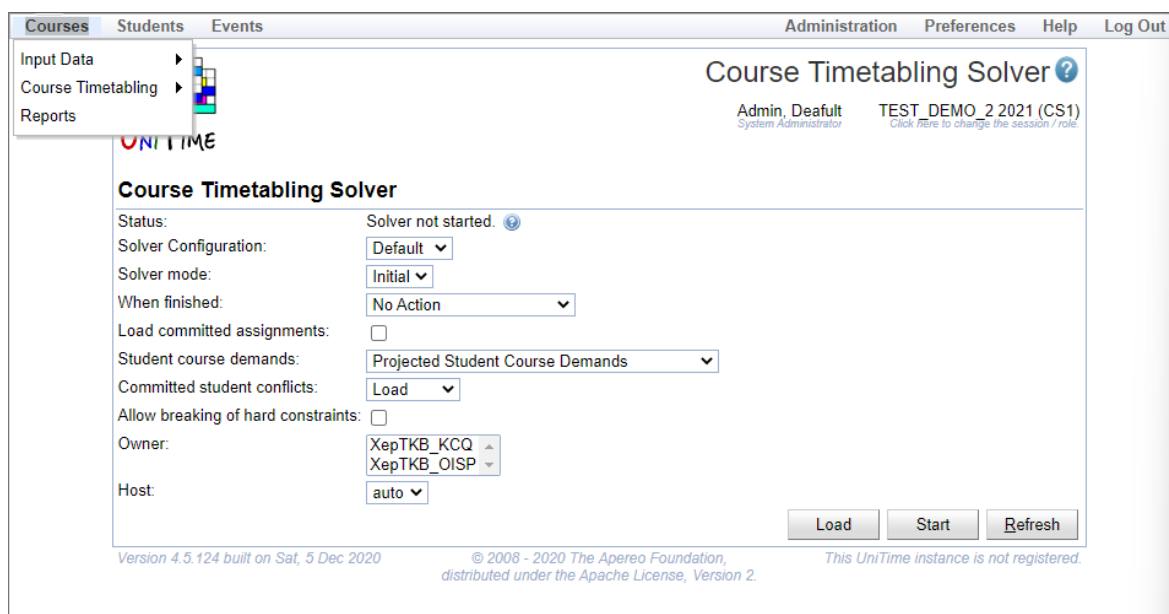 Courses Students Events Administration Preferences Help Log Out
Input Data
Course Timetabling
Reports
UNITIME
Course Timetabling Solver
Admin, Deafult TEST_DEMO_2 2021 (CS1)
System Administrator Click here to change the session / role.
Course Timetabling Solver
Status: Solver not started.
Solver Configuration: Default
Solver mode: Initial
When finished: No Action
Load committed assignments:
Student course demands: Projected Student Course Demands
Committed student conflicts: Load
Allow breaking of hard constraints:
Owner: XepTKB_KCQ
XepTKB_OISP
Host: auto
Load Start Refresh
Version 4.5.124 built on Sat, 5 Dec 2020 © 2008 - 2020 The Apereo Foundation, This UniTime instance is not registered.
distributed under the Apache License, Version 2.